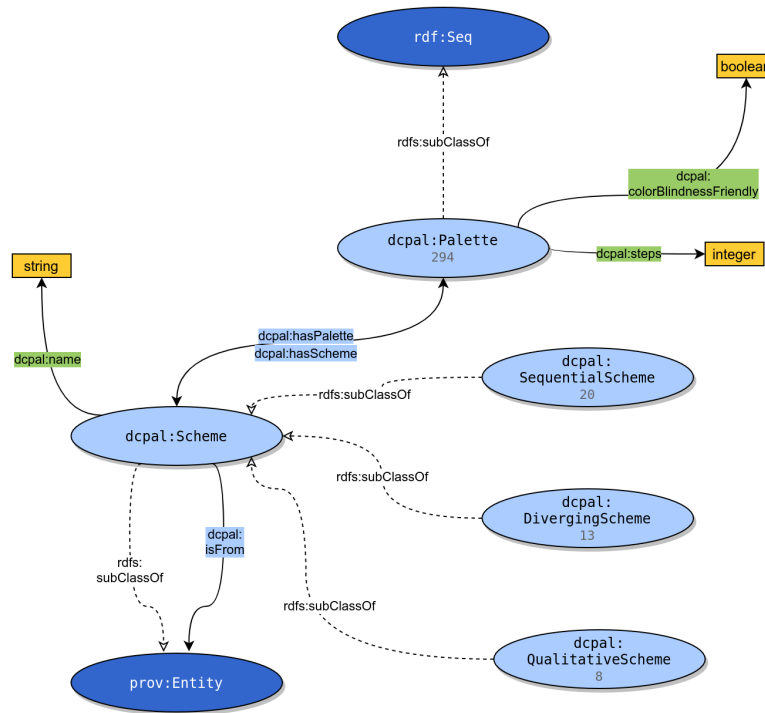 rdf:Seq
boolean
rdfs:subClassOf
dcpal:
colorBlindnessFriendly
dcpal:Palette
294
dcpal:steps
integer
string
dcpal:hasPalette
dcpal:hasScheme
dcpal:name
dcpal:
SequentialScheme
20
rdfs:subClassOf
dcpal:Scheme
rdfs:subClassOf
dcpal:
DivergingScheme
13
dcpal:
isFrom
rdfs:
subClassOf
rdfs:subClassOf
dcpal:
QualitativeScheme
8
prov:Entity